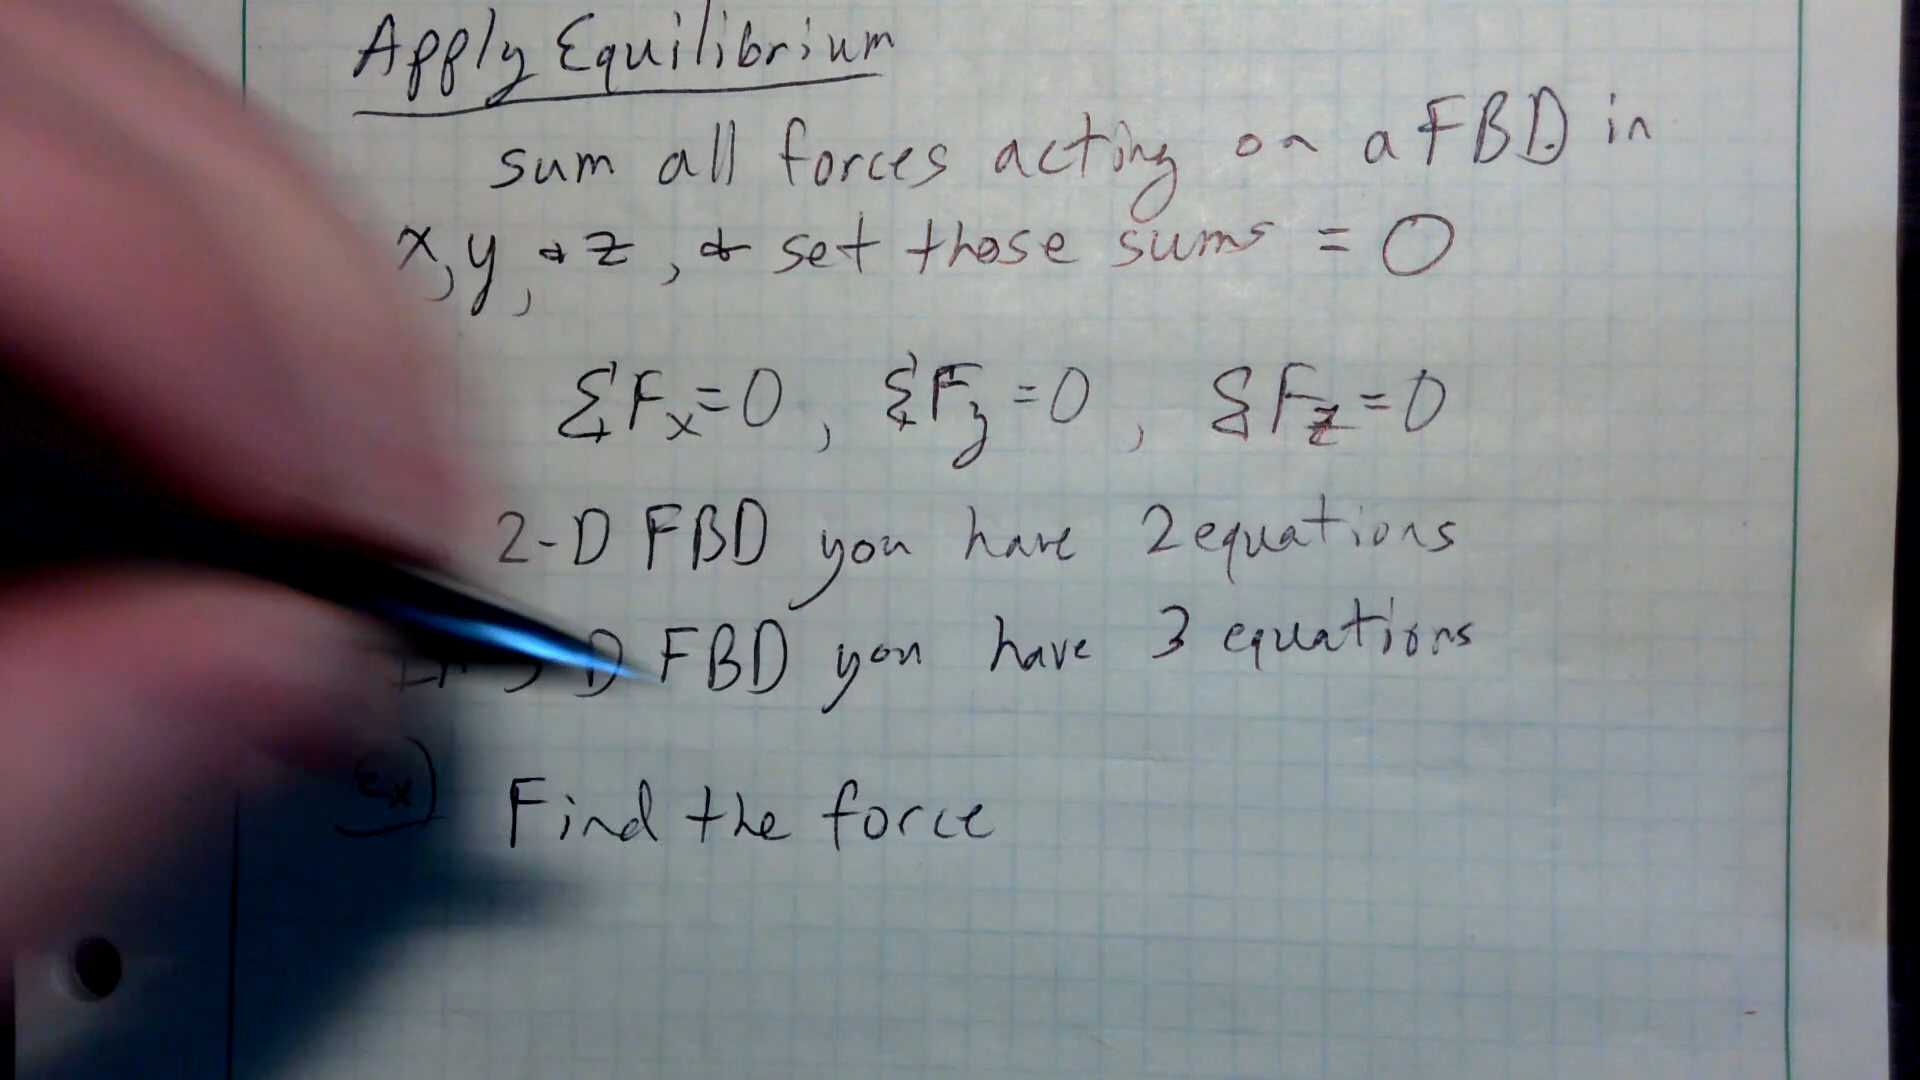 Apply Equilibrium
sum all forces acting on a FBD in
x, y, & z, & set those sums = 0
ΣFx=0, ΣFy=0, ΣFz=0
2-D FBD you have 2 equations
D FBD you have 3 equations
Ex) Find the force